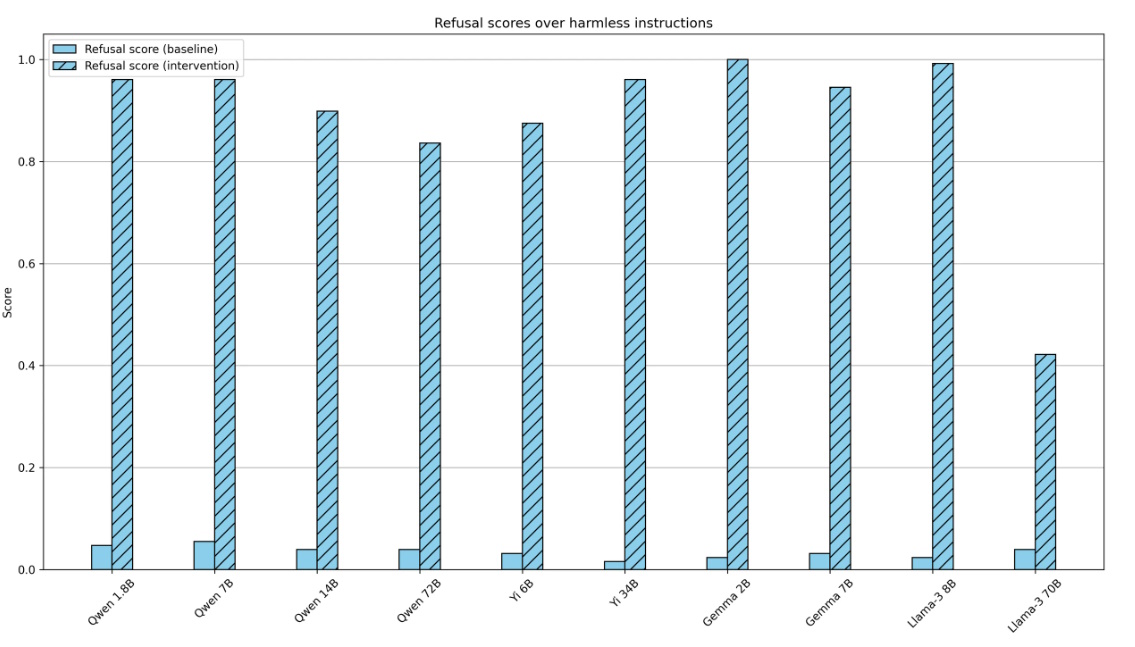 Refusal scores over harmless instructions
Refusal score (baseline)
Refusal score (intervention)
Score
1.0
0.8
0.6
0.4
0.2
0.0
Qwen 1.8B
Qwen 7B
Qwen 14B
Qwen 72B
Yi 6B
Yi 34B
Gemma 2B
Gemma 7B
Llama-3 8B
Llama-3 70B